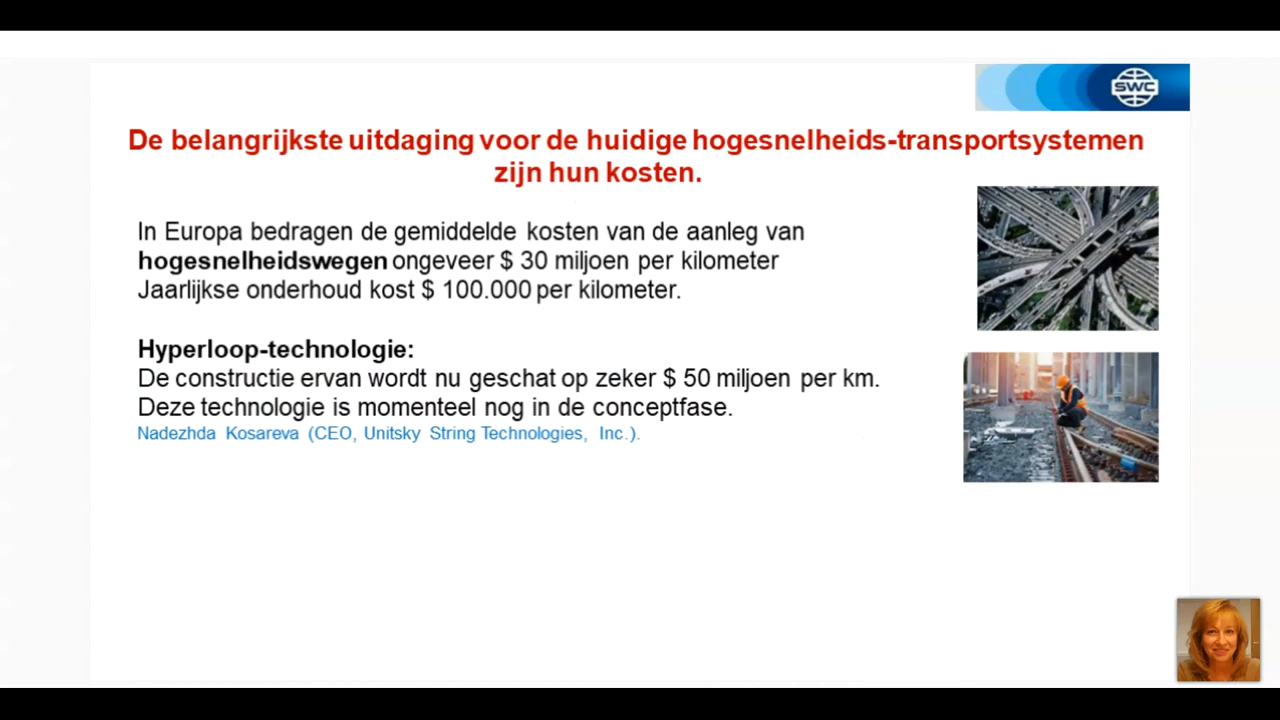 SWC
De belangrijkste uitdaging voor de huidige hogesnelheids-transportsystemen
zijn hun kosten.
In Europa bedragen de gemiddelde kosten van de aanleg van
hogesnelheidswegen ongeveer $ 30 miljoen per kilometer
Jaarlijkse onderhoud kost $ 100.000 per kilometer.
Hyperloop-technologie:
De constructie ervan wordt nu geschat op zeker $ 50 miljoen per km.
Deze technologie is momenteel nog in de conceptfase.
Nadezhda Kosareva (CEO, Unitsky String Technologies, Inc.).